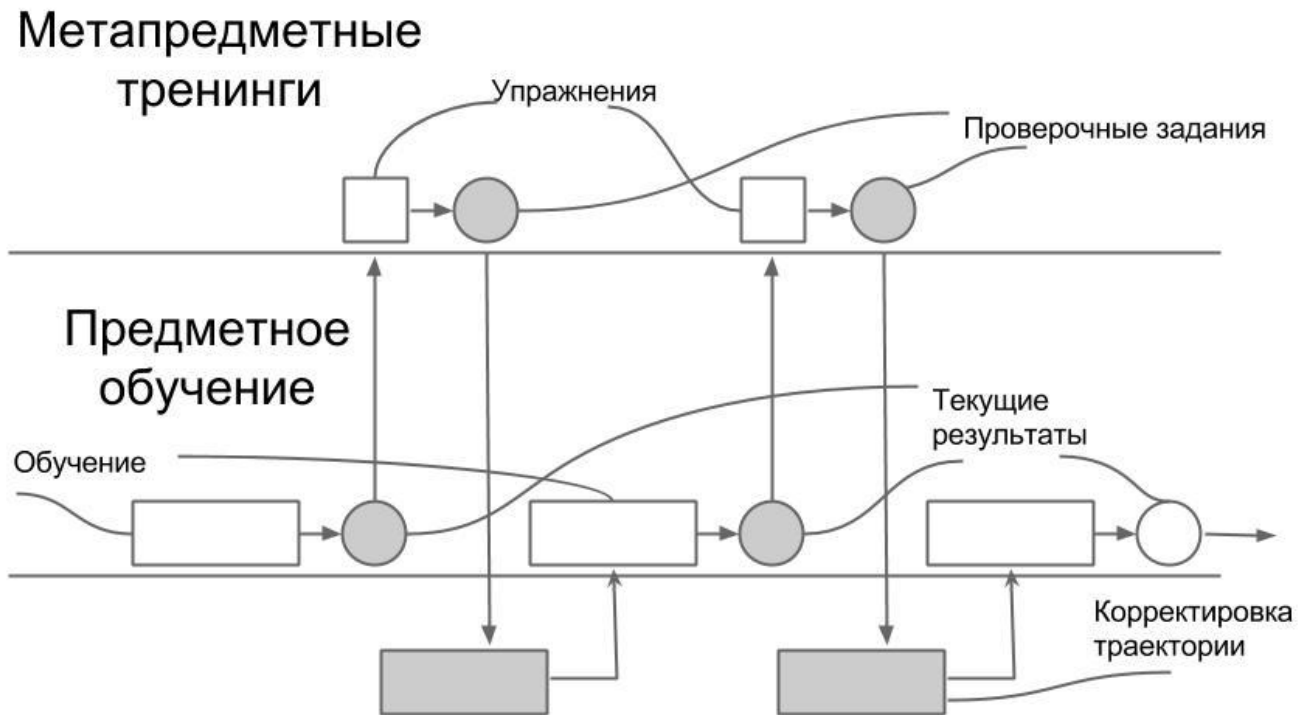 Метапредметные
тренинги
Упражнения
Проверочные задания
Предметное
обучение
Текущие
результаты
Обучение
Корректировка
траектории